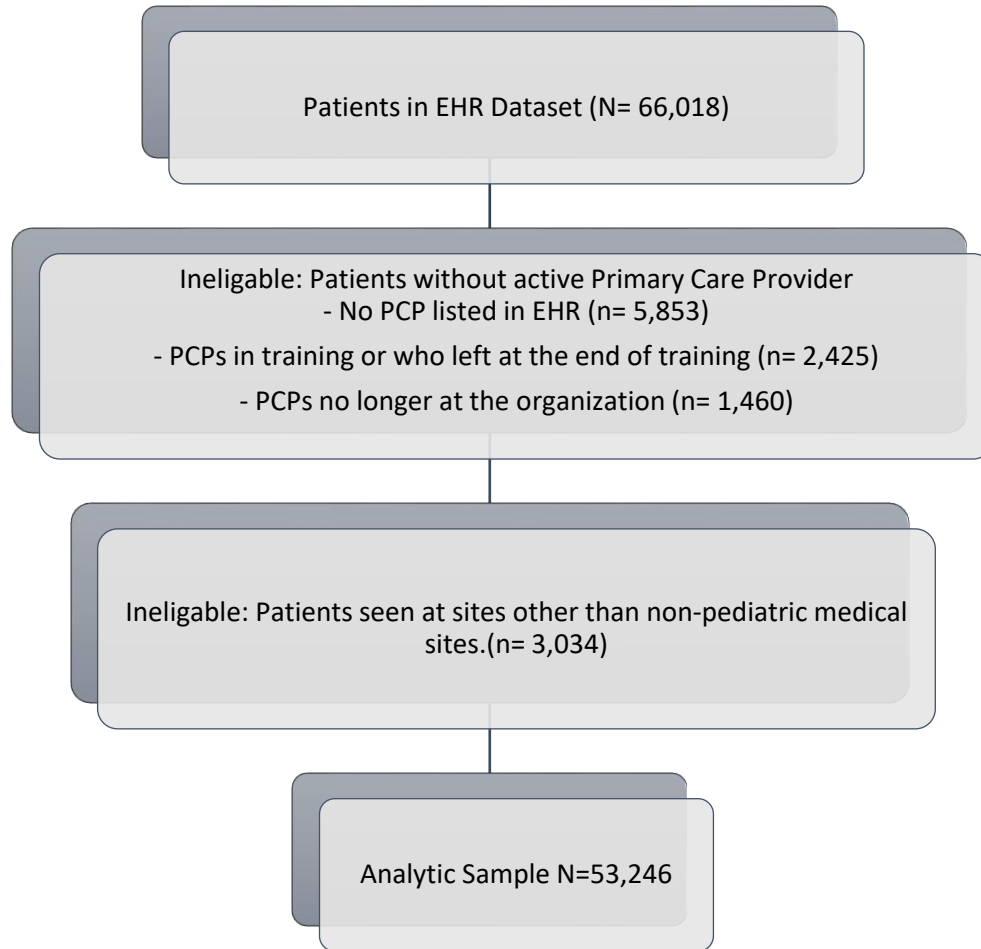 Patients in EHR Dataset (N= 66,018)
Ineligable: Patients without active Primary Care Provider
- No PCP listed in EHR (n= 5,853)
- PCPs in training or who left at the end of training (n= 2,425)
- PCPs no longer at the organization (n= 1,460)
Ineligable: Patients seen at sites other than non-pediatric medical
sites.(n= 3,034)
Analytic Sample N=53,246